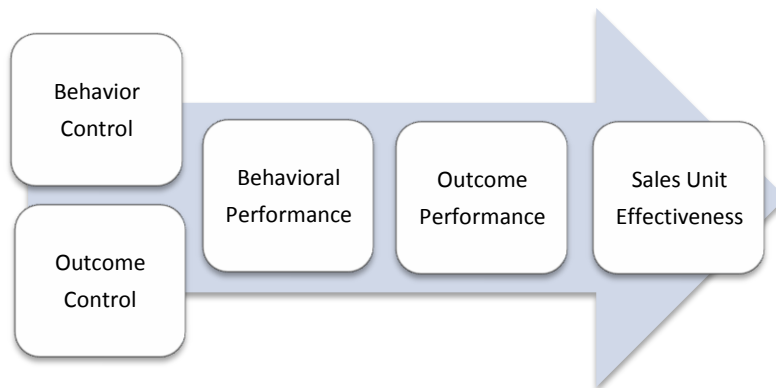 Behavior
Control
Outcome
Control
Behavioral
Performance
Outcome
Performance
Sales Unit
Effectiveness